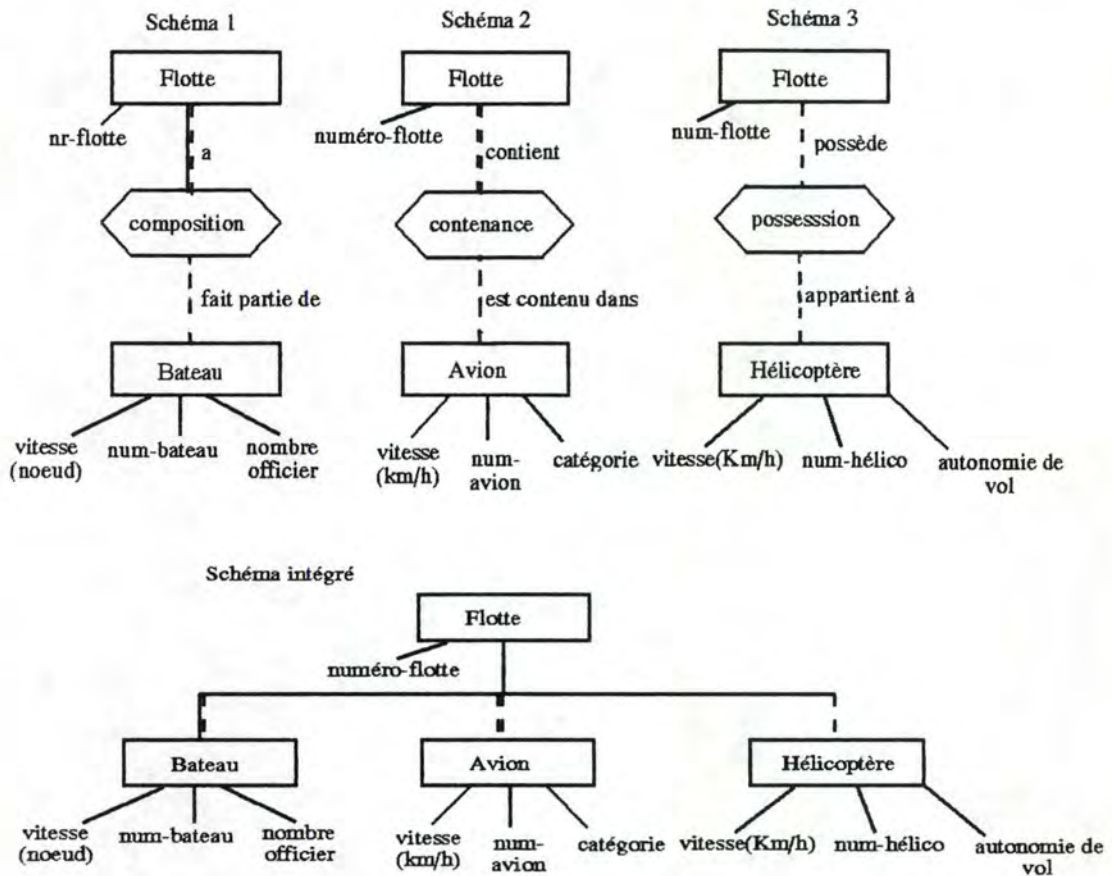 Schéma 1
Schéma 2
Schéma 3
Flotte
Flotte
Flotte
nr-flotte
numéro-flotte
num-flotte
a
contient
possède
composition
contenance
possesssion
fait partie de
est contenu dans
appartient à
Bateau
Avion
Hélicoptère
vitesse
(noeud)
num-bateau
nombre
officier
vitesse
(km/h)
num-
avion
catégorie
vitesse(Km/h)
num-hélico
autonomie de
vol
Schéma intégré
Flotte
numéro-flotte
Bateau
Avion
Hélicoptère
vitesse
(noeud)
num-bateau
nombre
officier
vitesse
(km/h)
num-
avion
catégorie
vitesse(Km/h)
num-hélico
autonomie de
vol